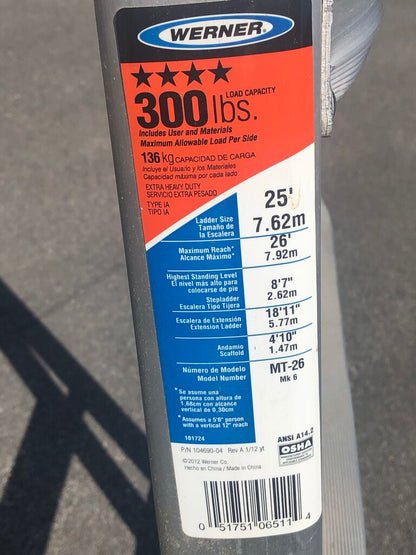 WERNER
LOAD CAPACITY
300 lbs.
Includes User and Materials
Maximum Allowable Load Per Side
136 kg CAPACIDAD DE CARGA
Incluye el Usuario y los Materiales
Capacidad máxima por cada lado
EXTRA HEAVY DUTY
SERVICIO EXTRA PESADO
TYPE IA
TIPO IA
Ladder Size
Tamaño de
la Escalera
25'
7.62m
Maximum Reach*
Alcance Máximo*
26'
7.92m
Highest Standing Level
El nivel más alto para
colocarse de pie
Stepladder
Escalera Tipo Tijera
8'7"
2.62m
Escalera de Extensión
Extension Ladder
18'11"
5.77m
Andamio
Scaffold
4'10"
1.47m
Número de Modelo
Model Number
MT-26
Mk 6
*Se asume una
persona con altura de
1,68cm con alcance
vertical de 0,30cm
*Assumes a 5'6" person
with a vertical 12" reach
101724
ANSI A14.2
OSHA
P/N 104690-04 Rev A 1/12 yt
©2012 Werner Co.
Hecho en China / Made in China
0 51751 06511 4